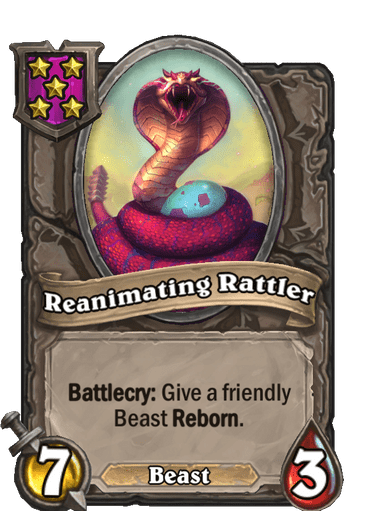 Reanimating Rattler
Battlecry: Give a friendly
Beast Reborn.
7
Beast
3